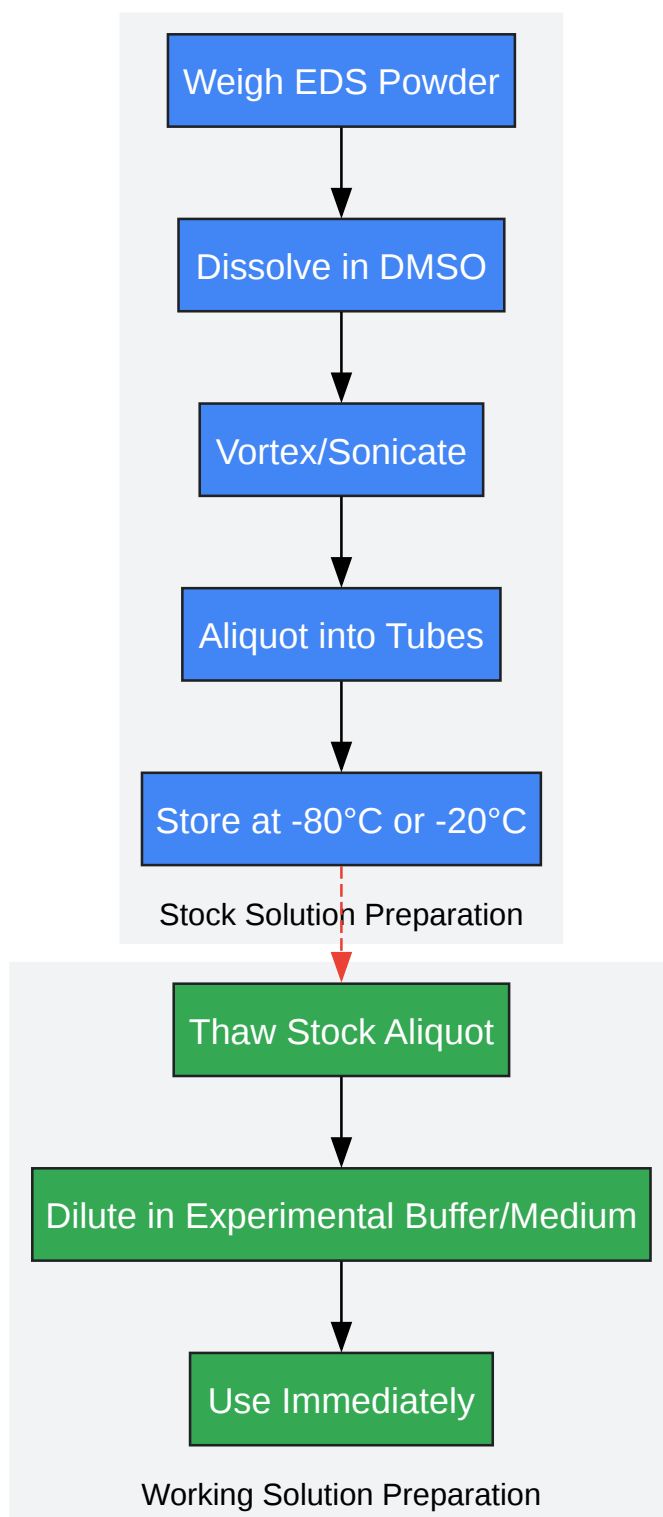 Weigh EDS Powder
Dissolve in DMSO
Vortex/Sonicate
Aliquot into Tubes
Store at -80°C or -20°C
Stock Solution Preparation
Thaw Stock Aliquot
Dilute in Experimental Buffer/Medium
Use Immediately
Working Solution Preparation